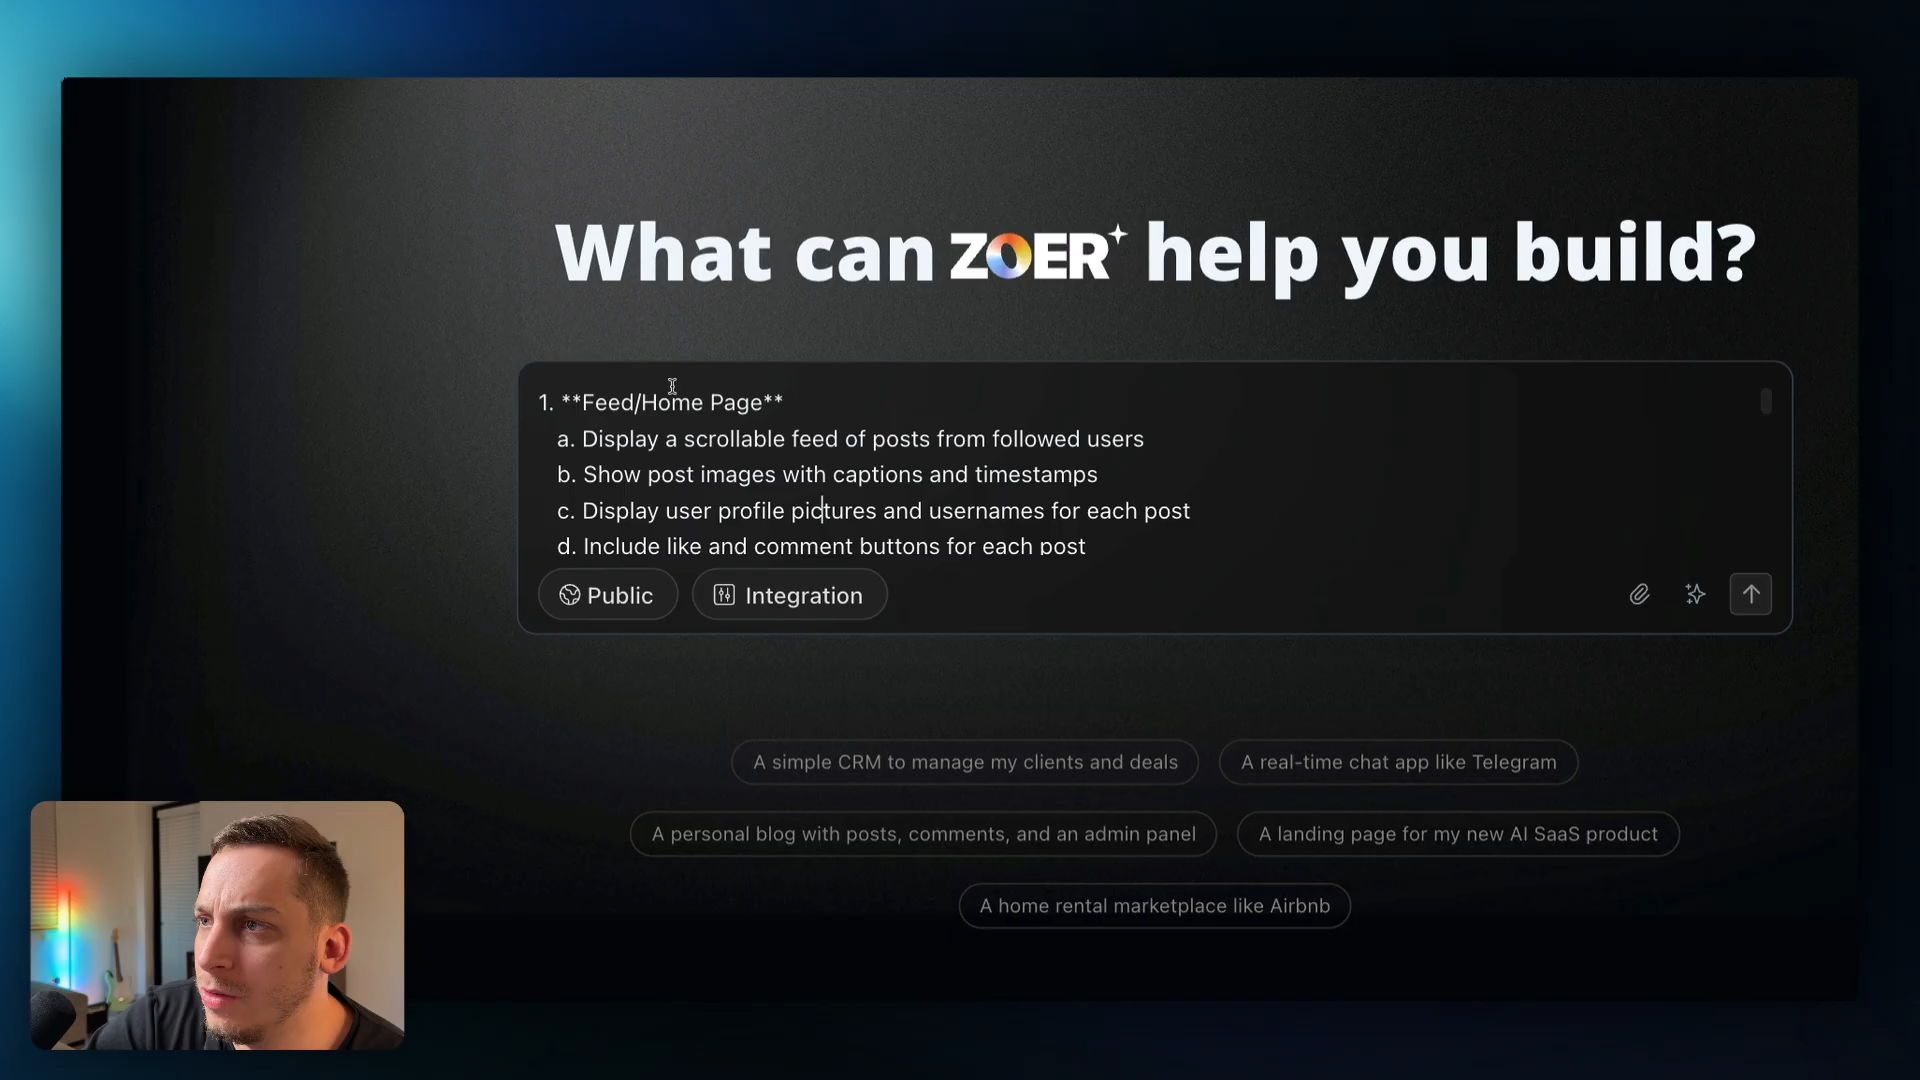 What can ZOER help you build?
1. **Feed/Home Page**
a. Display a scrollable feed of posts from followed users
b. Show post images with captions and timestamps
c. Display user profile pictures and usernames for each post
d. Include like and comment buttons for each post
Public Integration
A simple CRM to manage my clients and deals
A real-time chat app like Telegram
A personal blog with posts, comments, and an admin panel
A landing page for my new AI SaaS product
A home rental marketplace like Airbnb